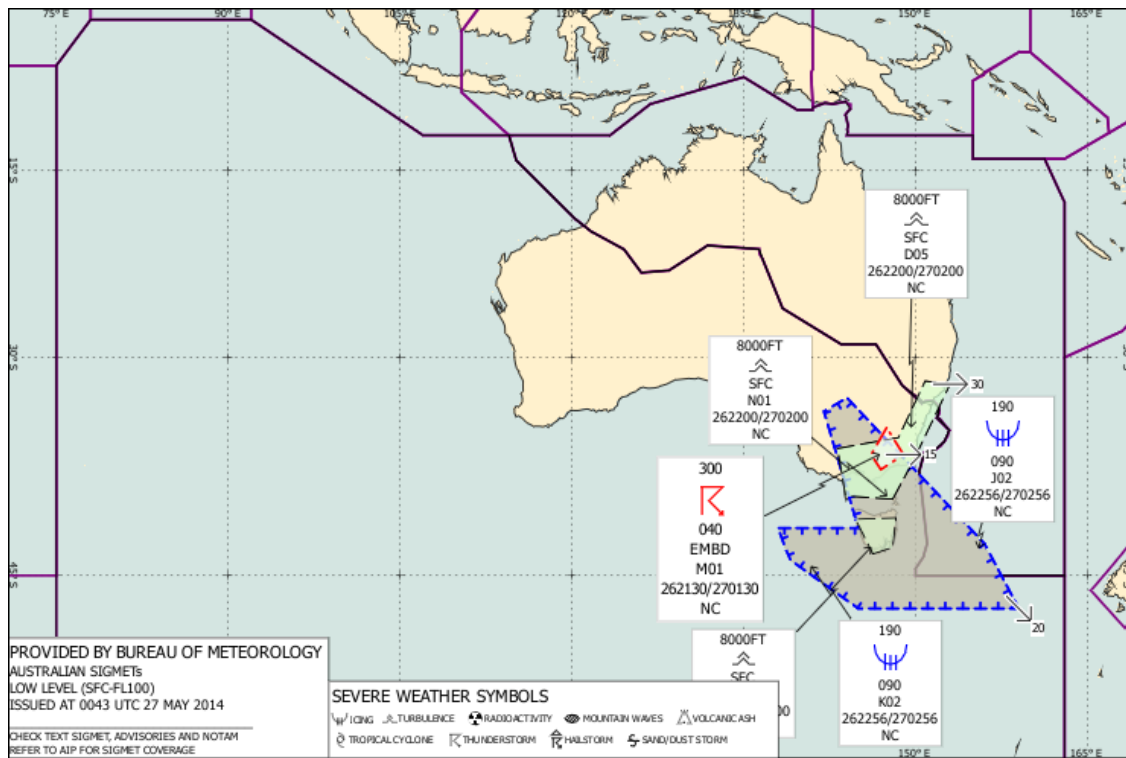 75° E
90° E
105° E
120° E
135° E
150° E
165° E
15° S
8000FT
SFC
D05
262200/270200
NC
30° S
8000FT
SFC
N01
262200/270200
NC
30
190
090
J02
262256/270256
NC
15
300
040
EMBD
M01
262130/270130
NC
45° S
20
8000FT
SFC
190
090
K02
262256/270256
NC
150° E
165° E
PROVIDED BY BUREAU OF METEOROLOGY
AUSTRALIAN SIGMETs
LOW LEVEL (SFC-FL100)
ISSUED AT 0043 UTC 27 MAY 2014
CHECK TEXT SIGMET, ADVISORIES AND NOTAM
REFER TO AIP FOR SIGMET COVERAGE
SEVERE WEATHER SYMBOLS
ICING TURBULENCE RADIOACTIVITY MOUNTAIN WAVES VOLCANIC ASH
TROPICAL CYCLONE THUNDERSTORM HAILSTORM SAND/DUST STORM